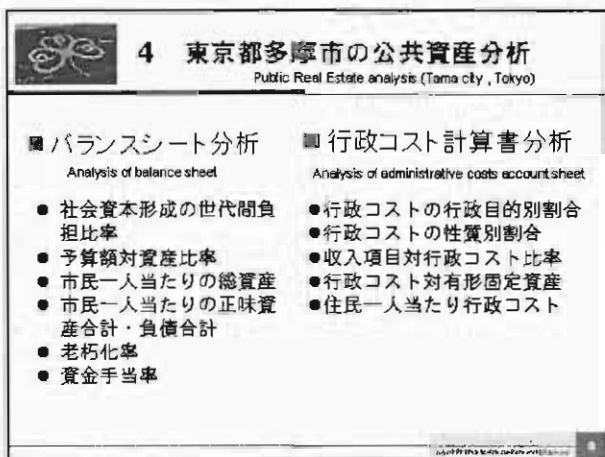 4 東京都多摩市の公共資産分析
Public Real Estate analysis (Tama city , Tokyo)
バランスシート分析
Analysis of balance sheet
● 社会資本形成の世代間負
担比率
● 予算額対資産比率
● 市民一人当たりの総資産
● 市民一人当たりの正味資
産合計・負債合計
● 老朽化率
● 資金手当率
行政コスト計算書分析
Analysis of administrative costs account sheet
●行政コストの行政目的別割合
●行政コストの性質別割合
●収入項目対行政コスト比率
●行政コスト対有形固定資産
●住民一人当たり行政コスト